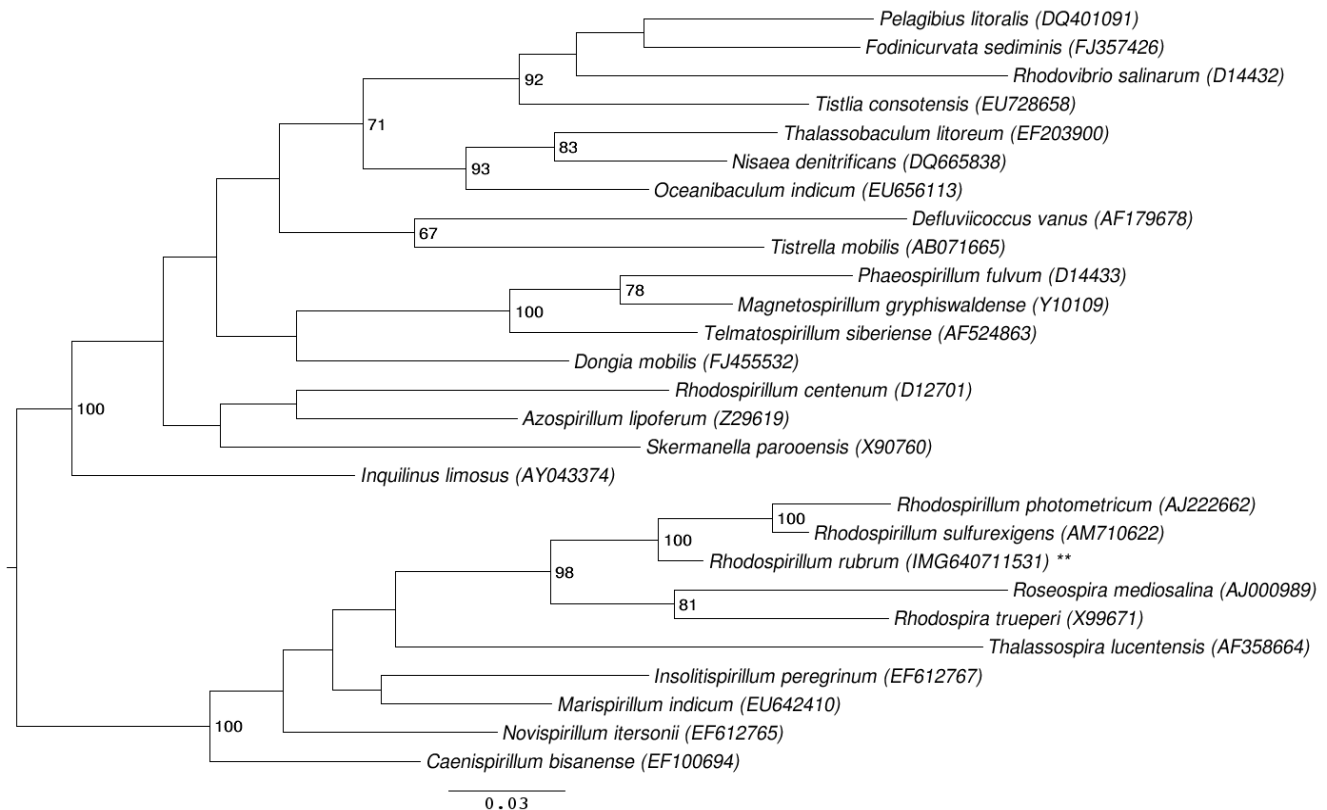 Pelagibius litoralis (DQ401091)
Fodinicurvata sediminis (FJ357426)
Rhodovibrio salinarum (D14432)
92
Tistlia consotensis (EU728658)
71
Thalassobaculum litoreum (EF203900)
83
Nisaea denitrificans (DQ665838)
93
Oceanibaculum indicum (EU656113)
Defluviicoccus vanus (AF179678)
67
Tistrella mobilis (AB071665)
Phaeospirillum fulvum (D14433)
78
Magnetospirillum gryphiswaldense (Y10109)
100
Telmatospirillum siberiense (AF524863)
Dongia mobilis (FJ455532)
Rhodospirillum centenum (D12701)
100
Azospirillum lipoferum (Z29619)
Skermanella parooensis (X90760)
Inquilinus limosus (AY043374)
Rhodospirillum photometricum (AJ222662)
100
Rhodospirillum sulfurexigens (AM710622)
100
Rhodospirillum rubrum (IMG640711531) **
98
Roseospira mediosalina (AJ000989)
81
Rhodospira trueperi (X99671)
Thalassospira lucentensis (AF358664)
Insolitispirillum peregrinum (EF612767)
Marispirillum indicum (EU642410)
100
Novispirillum itersonii (EF612765)
Caenispirillum bisanense (EF100694)
0.03